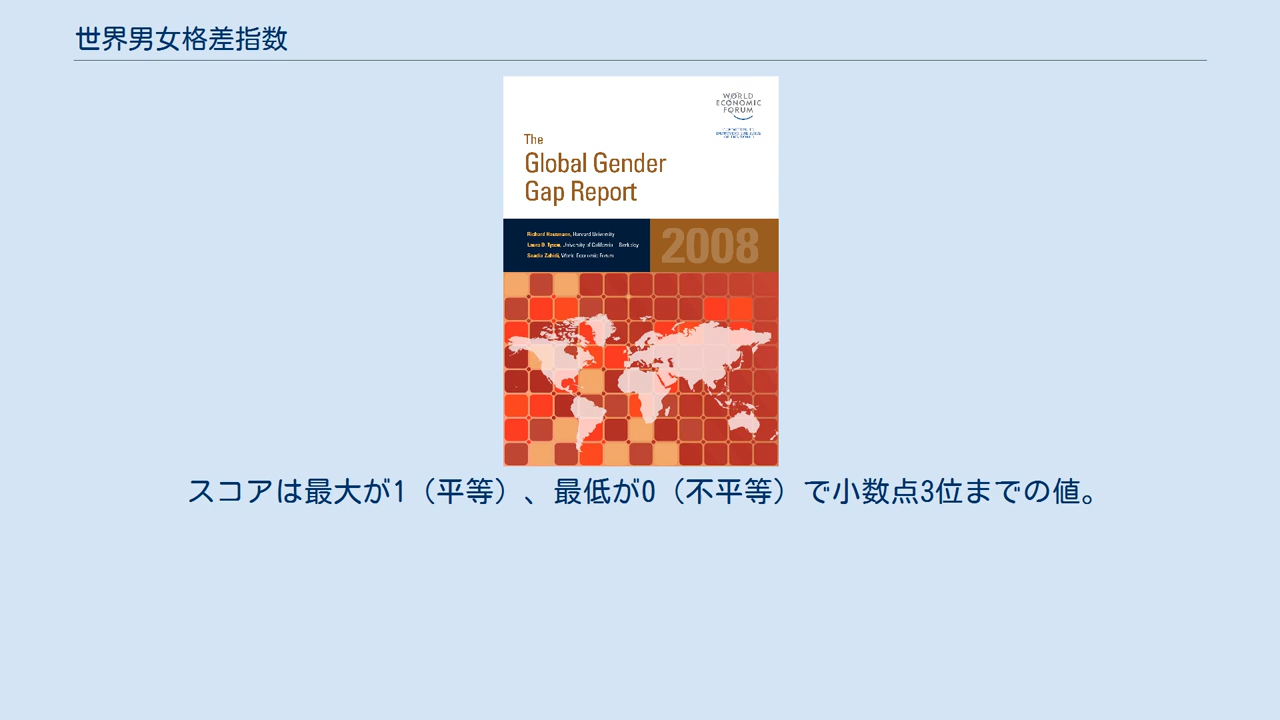 世界男女格差指数
WORLD
ECONOMIC
FORUM
The
Global Gender
Gap Report
Richard Hausmann, Harvard University
Laura D. Tyson, University of California, Berkeley
Saadia Zahidi, World Economic Forum
2008
スコアは最大が1（平等）、最低が0（不平等）で小数点3位までの値。